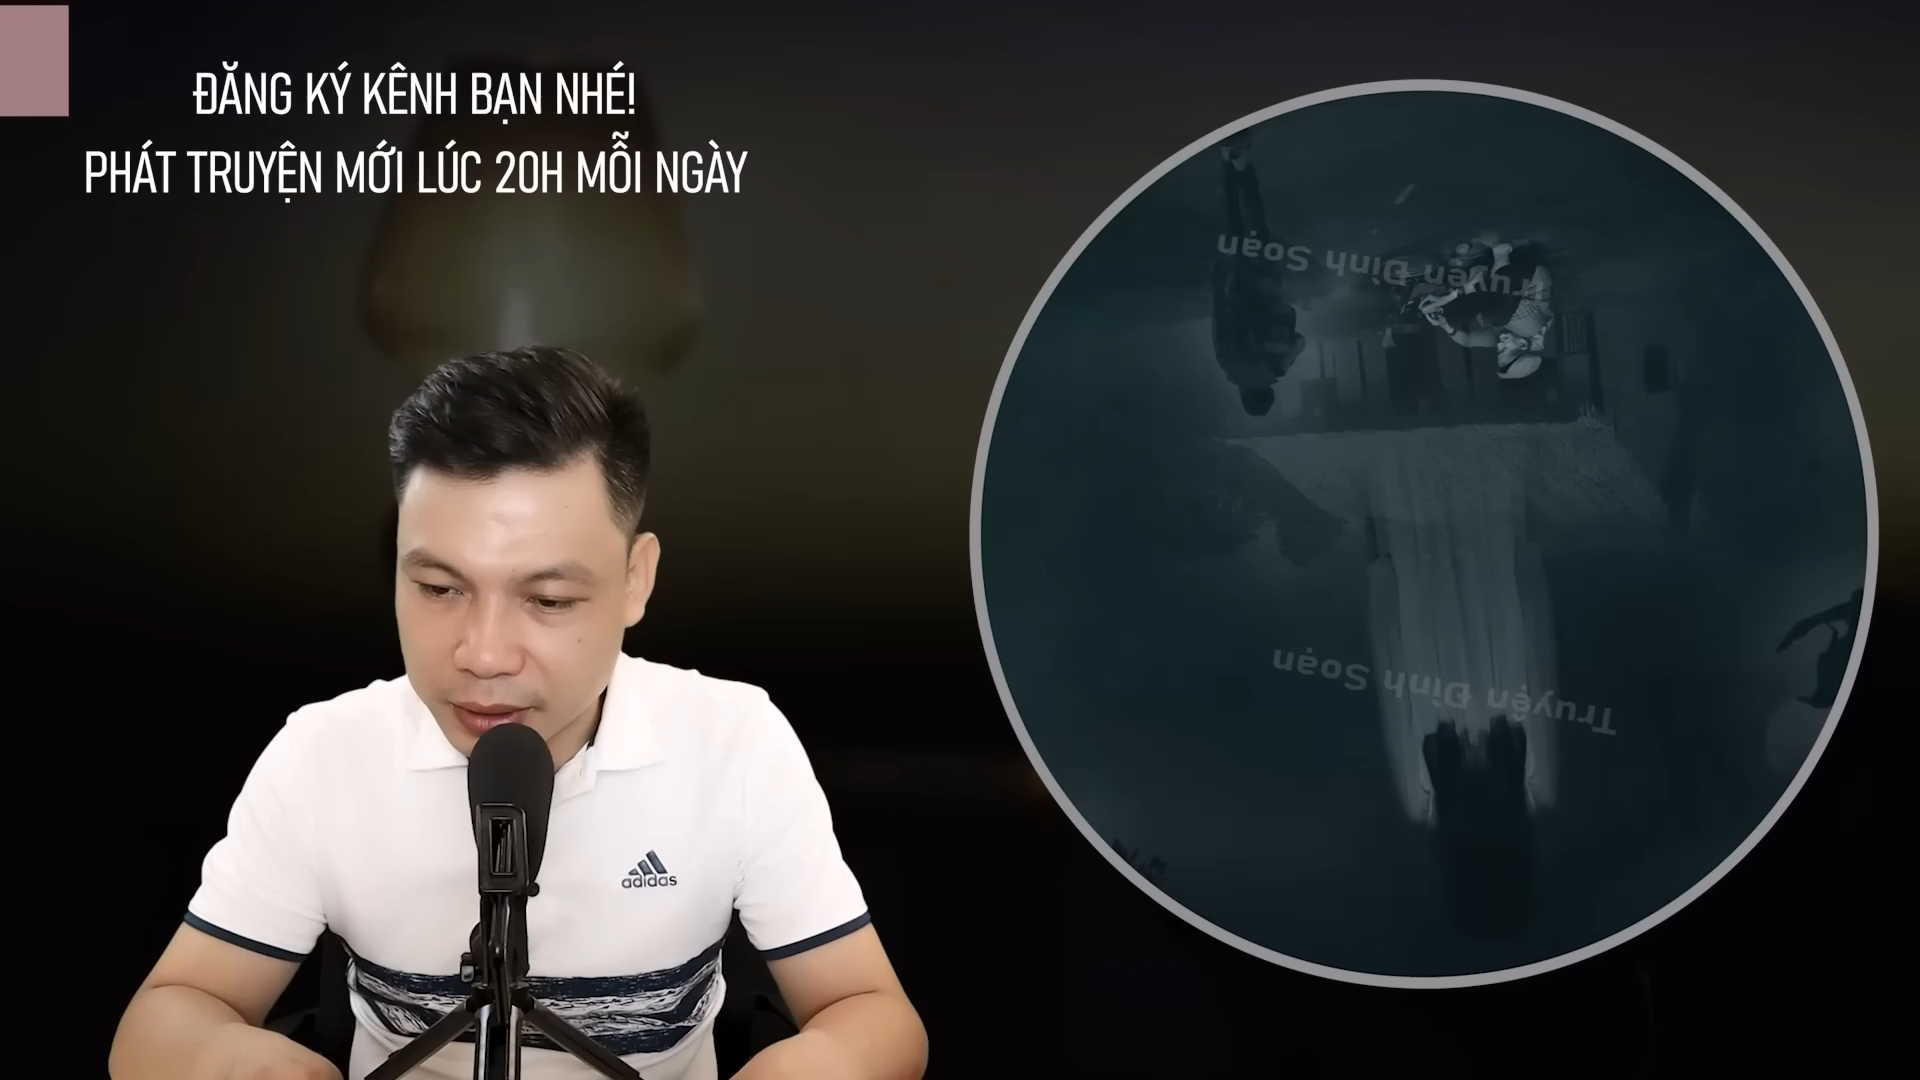 ĐĂNG KÝ KÊNH BẠN NHÉ!
PHÁT TRUYỆN MỚI LÚC 20H MỖI NGÀY
Truyện Đình Soạn
Truyện Đình Soạn
adidas